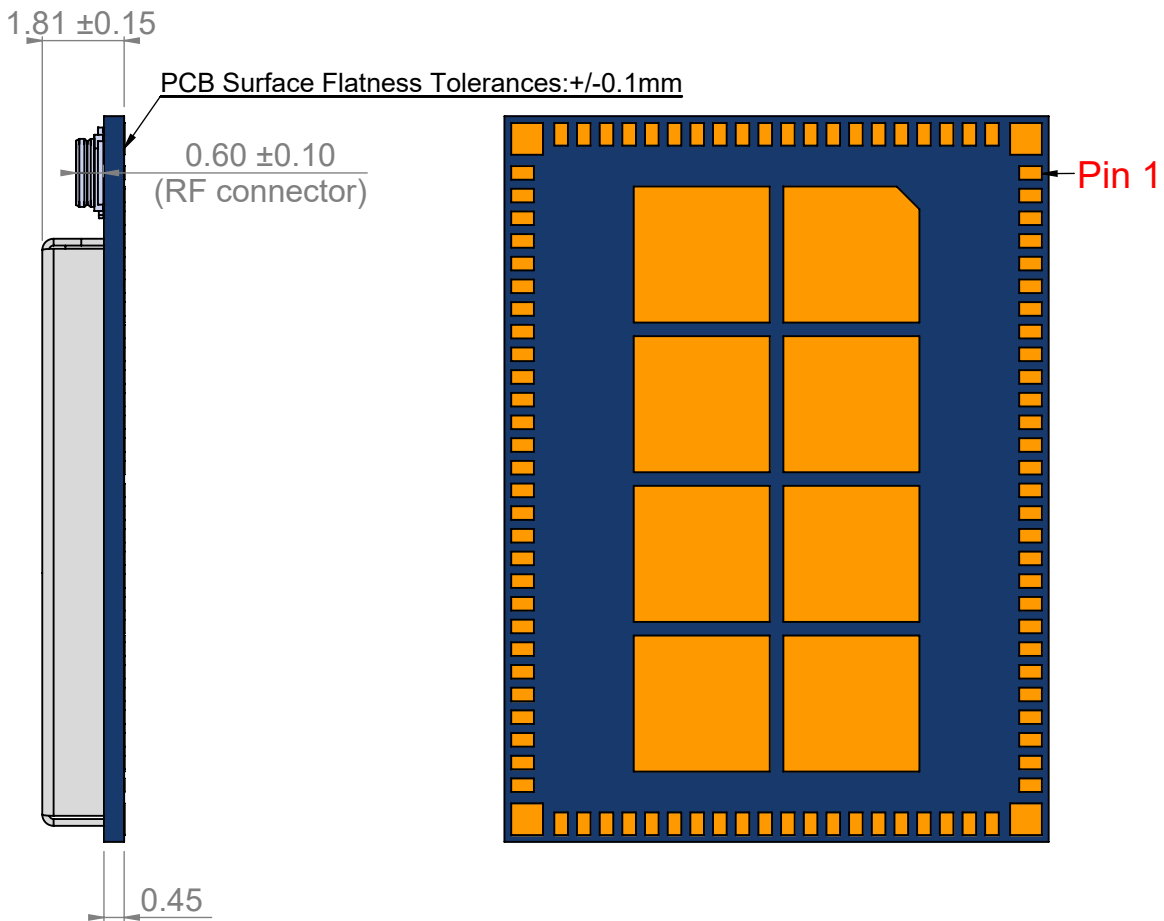 1.81 ±0.15
PCB Surface Flatness Tolerances:+/-0.1mm
0.60 ±0.10
(RF connector)
Pin 1
0.45